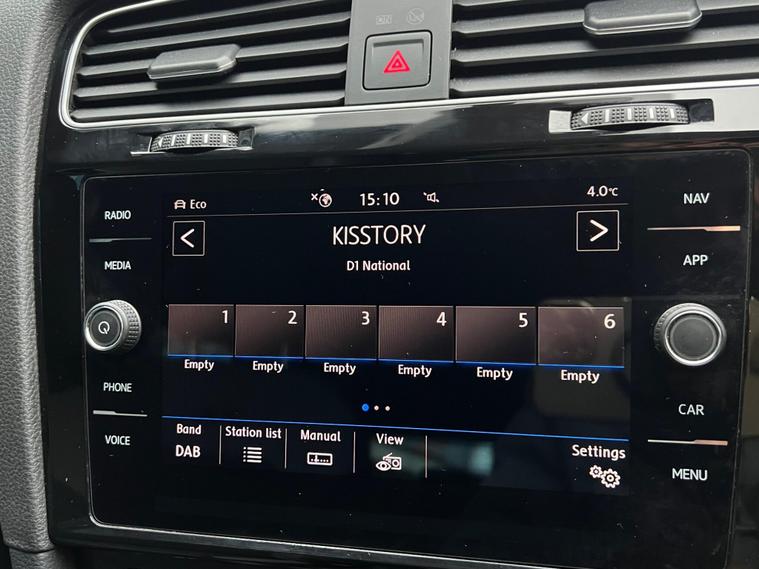 Eco 15:10 4.0°C
KISSTORY
D1 National
1 2 3 4 5 6
Empty Empty Empty Empty Empty Empty
Band Station list Manual View Settings
DAB
RADIO
MEDIA
PHONE
VOICE
NAV
APP
CAR
MENU